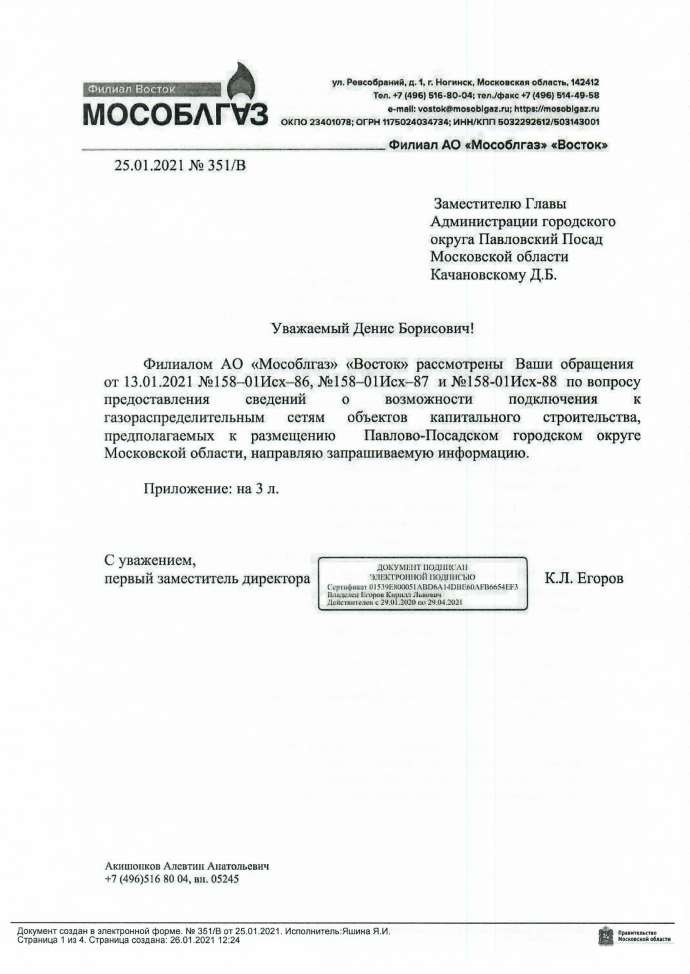 Филиал Восток
МОСОБЛГАЗ
ул. Ревсобраний, д. 1, г. Ногинск, Московская область, 142412
Тел. +7 (496) 516-80-04; тел./факс +7 (496) 514-49-58
e-mail: vostok@mosoblgaz.ru; https://mosoblgaz.ru
ОКПО 23401078; ОГРН 1175024034734; ИНН/КПП 5032292612/503143001
Филиал АО «Мособлгаз» «Восток»
25.01.2021 № 351/В
Заместителю Главы
Администрации городского
округа Павловский Посад
Московской области
Качановскому Д.Б.
Уважаемый Денис Борисович!
Филиалом АО «Мособлгаз» «Восток» рассмотрены Ваши обращения
от 13.01.2021 №158–01Исх–86, №158–01Исх–87 и №158-01Исх-88 по вопросу
предоставления сведений о возможности подключения к
газораспределительным сетям объектов капитального строительства,
предполагаемых к размещению Павлово-Посадском городском округе
Московской области, направляю запрашиваемую информацию.
Приложение: на 3 л.
С уважением,
первый заместитель директора
ДОКУМЕНТ ПОДПИСАН
ЭЛЕКТРОННОЙ ПОДПИСЬЮ
Сертификат 01539E800051ABD6A14DBE60AFB6654EF3
Владелец Егоров Кирилл Львович
Действителен с 29.01.2020 по 29.04.2021
К.Л. Егоров
Акишонков Алевтин Анатольевич
+7 (496)516 80 04, вн. 05245
Документ создан в электронной форме. № 351/В от 25.01.2021. Исполнитель:Яшина Я.И.
Страница 1 из 4. Страница создана: 26.01.2021 12:24
Правительство
Московской области